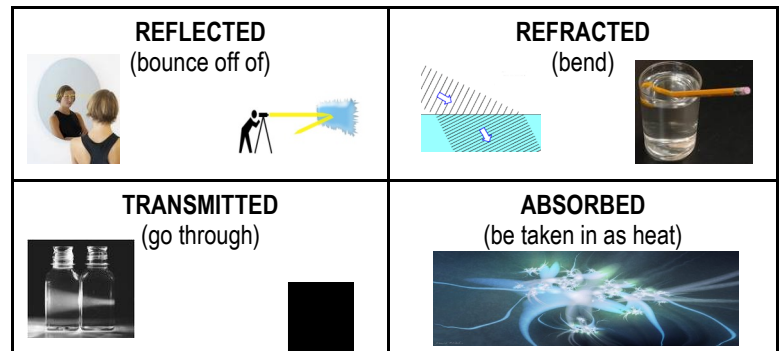 REFLECTED
(bounce off of)
REFRACTED
(bend)
TRANSMITTED
(go through)
ABSORBED
(be taken in as heat)